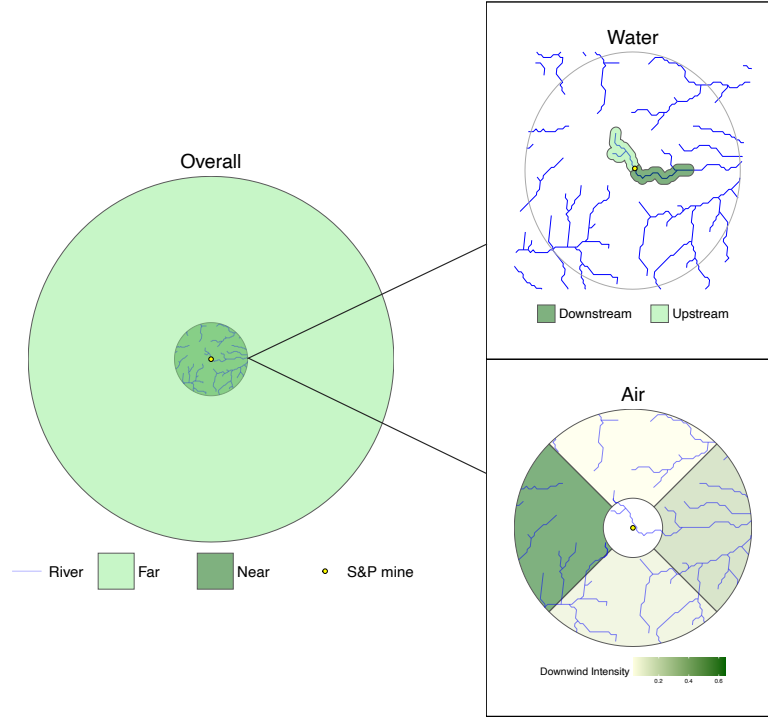 Overall
River
Far
Near
S&P mine
Water
Downstream
Upstream
Air
Downwind Intensity
0.2
0.4
0.6